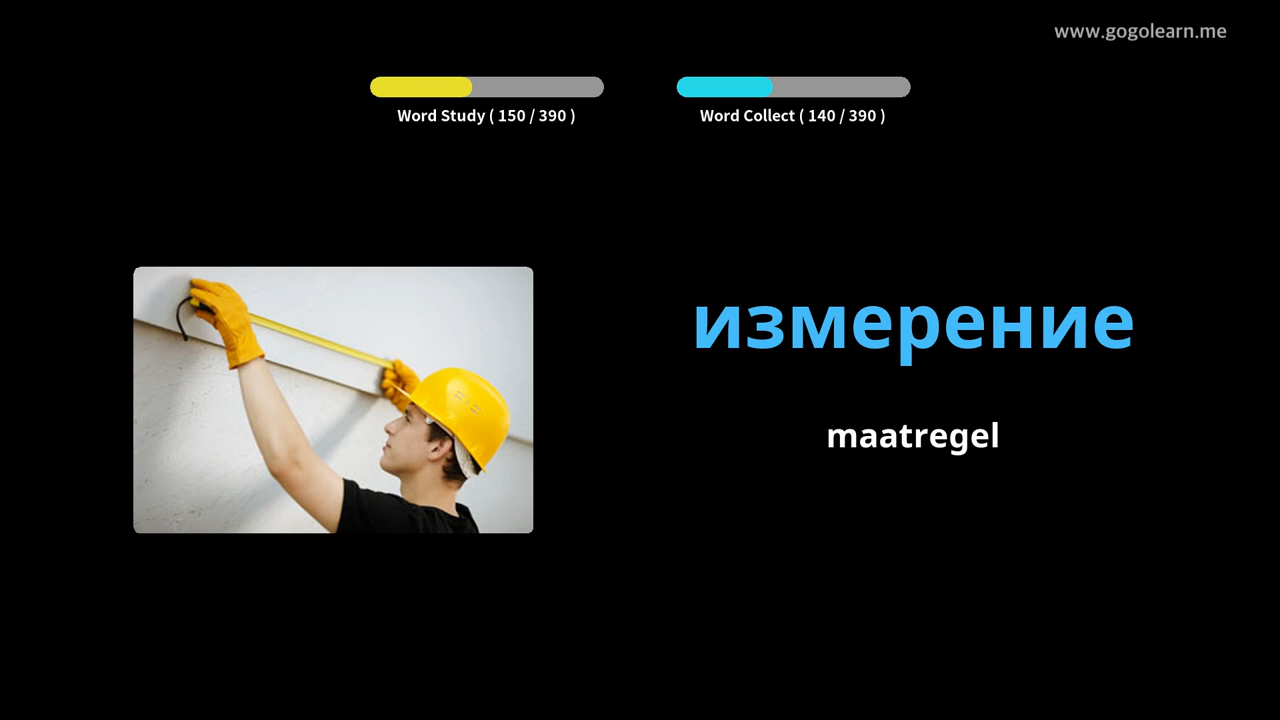 www.gogolearn.me
Word Study ( 150 / 390 )
Word Collect ( 140 / 390 )
измерение
maatregel